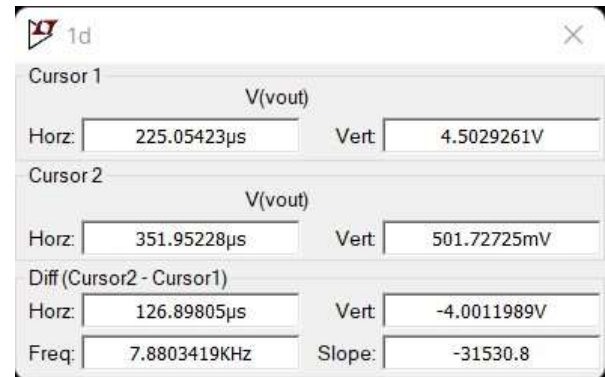 1d
Cursor 1
V(vout)
Horz: 225.05423µs Vert: 4.5029261V
Cursor 2
V(vout)
Horz: 351.95228µs Vert: 501.72725mV
Diff (Cursor2 - Cursor1)
Horz: 126.89805µs Vert: -4.0011989V
Freq: 7.8803419KHz Slope: -31530.8